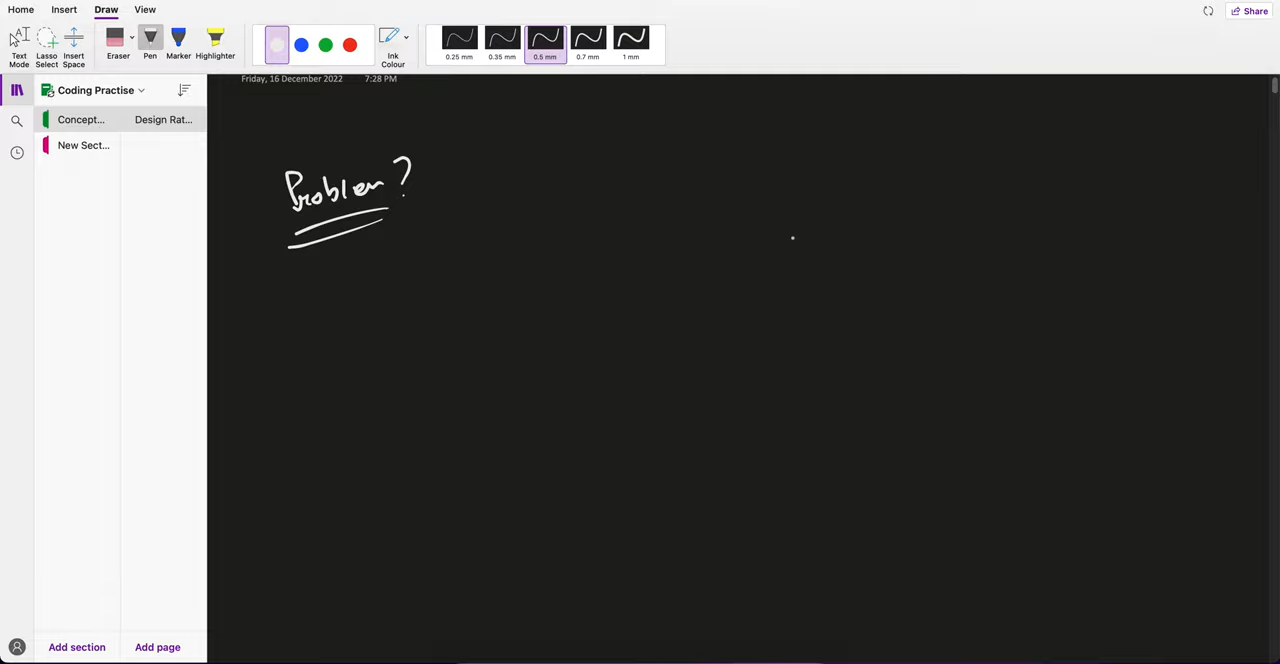 Home Insert Draw View
Share
Text Mode
Lasso Select
Insert Space
Eraser
Pen
Marker
Highlighter
Ink Colour
0.25 mm
0.35 mm
0.5 mm
0.7 mm
1 mm
Friday, 16 December 2022 7:28 PM
Coding Practise
Concept... Design Rat...
New Sect...
Problem?
Add section Add page